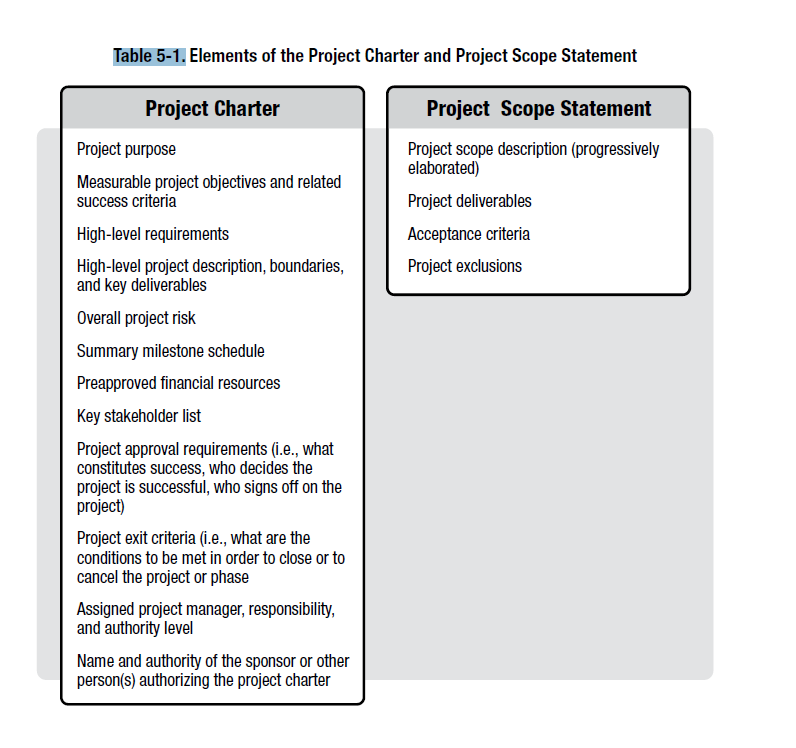 Table 5-1. Elements of the Project Charter and Project Scope Statement
Project Charter
Project purpose
Measurable project objectives and related
success criteria
High-level requirements
High-level project description, boundaries,
and key deliverables
Overall project risk
Summary milestone schedule
Preapproved financial resources
Key stakeholder list
Project approval requirements (i.e., what
constitutes success, who decides the
project is successful, who signs off on the
project)
Project exit criteria (i.e., what are the
conditions to be met in order to close or to
cancel the project or phase
Assigned project manager, responsibility,
and authority level
Name and authority of the sponsor or other
person(s) authorizing the project charter
Project Scope Statement
Project scope description (progressively
elaborated)
Project deliverables
Acceptance criteria
Project exclusions